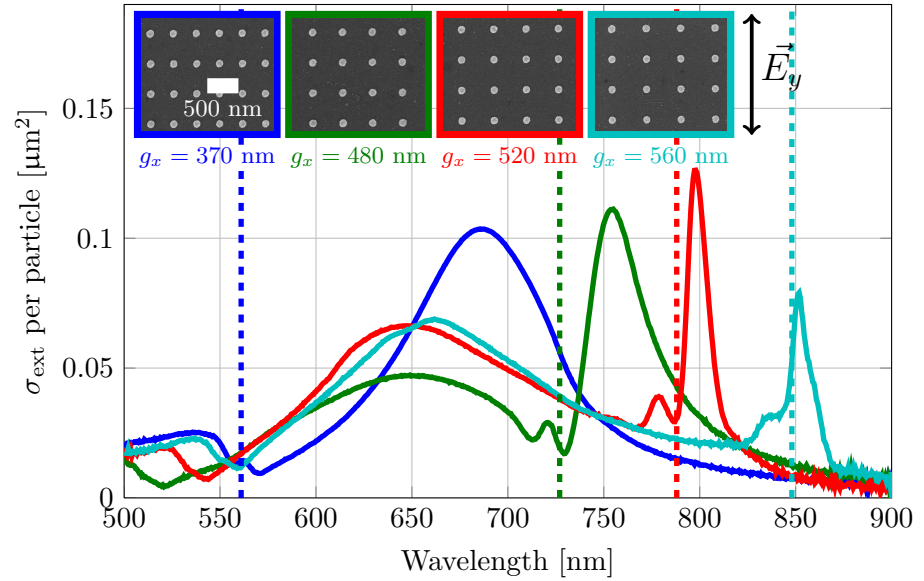 500 nm
E⃗y
gx = 370 nm gx = 480 nm gx = 520 nm gx = 560 nm
σext per particle [µm²]
0.15
0.1
0.05
0
500 550 600 650 700 750 800 850 900
Wavelength [nm]